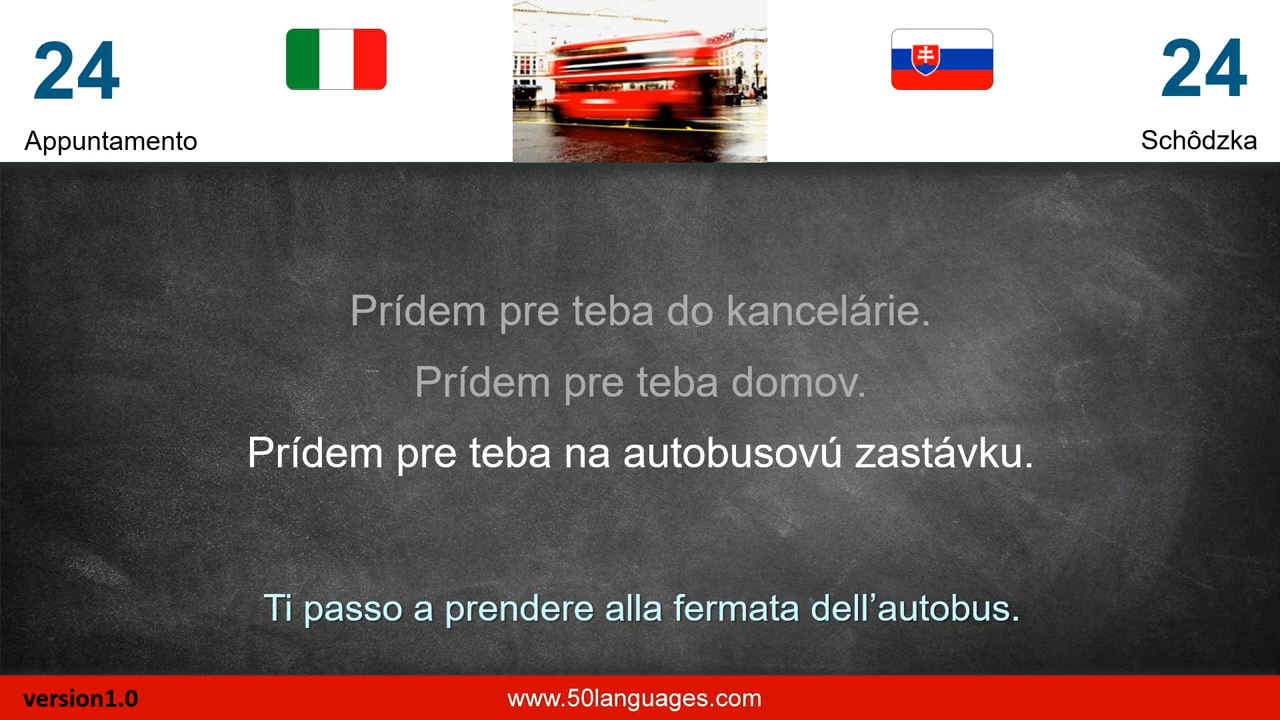 24
24
Appuntamento
Schôdzka
Prídem pre teba do kancelárie.
Prídem pre teba domov.
Prídem pre teba na autobusovú zastávku.
Ti passo a prendere alla fermata dell’autobus.
version1.0
www.50languages.com